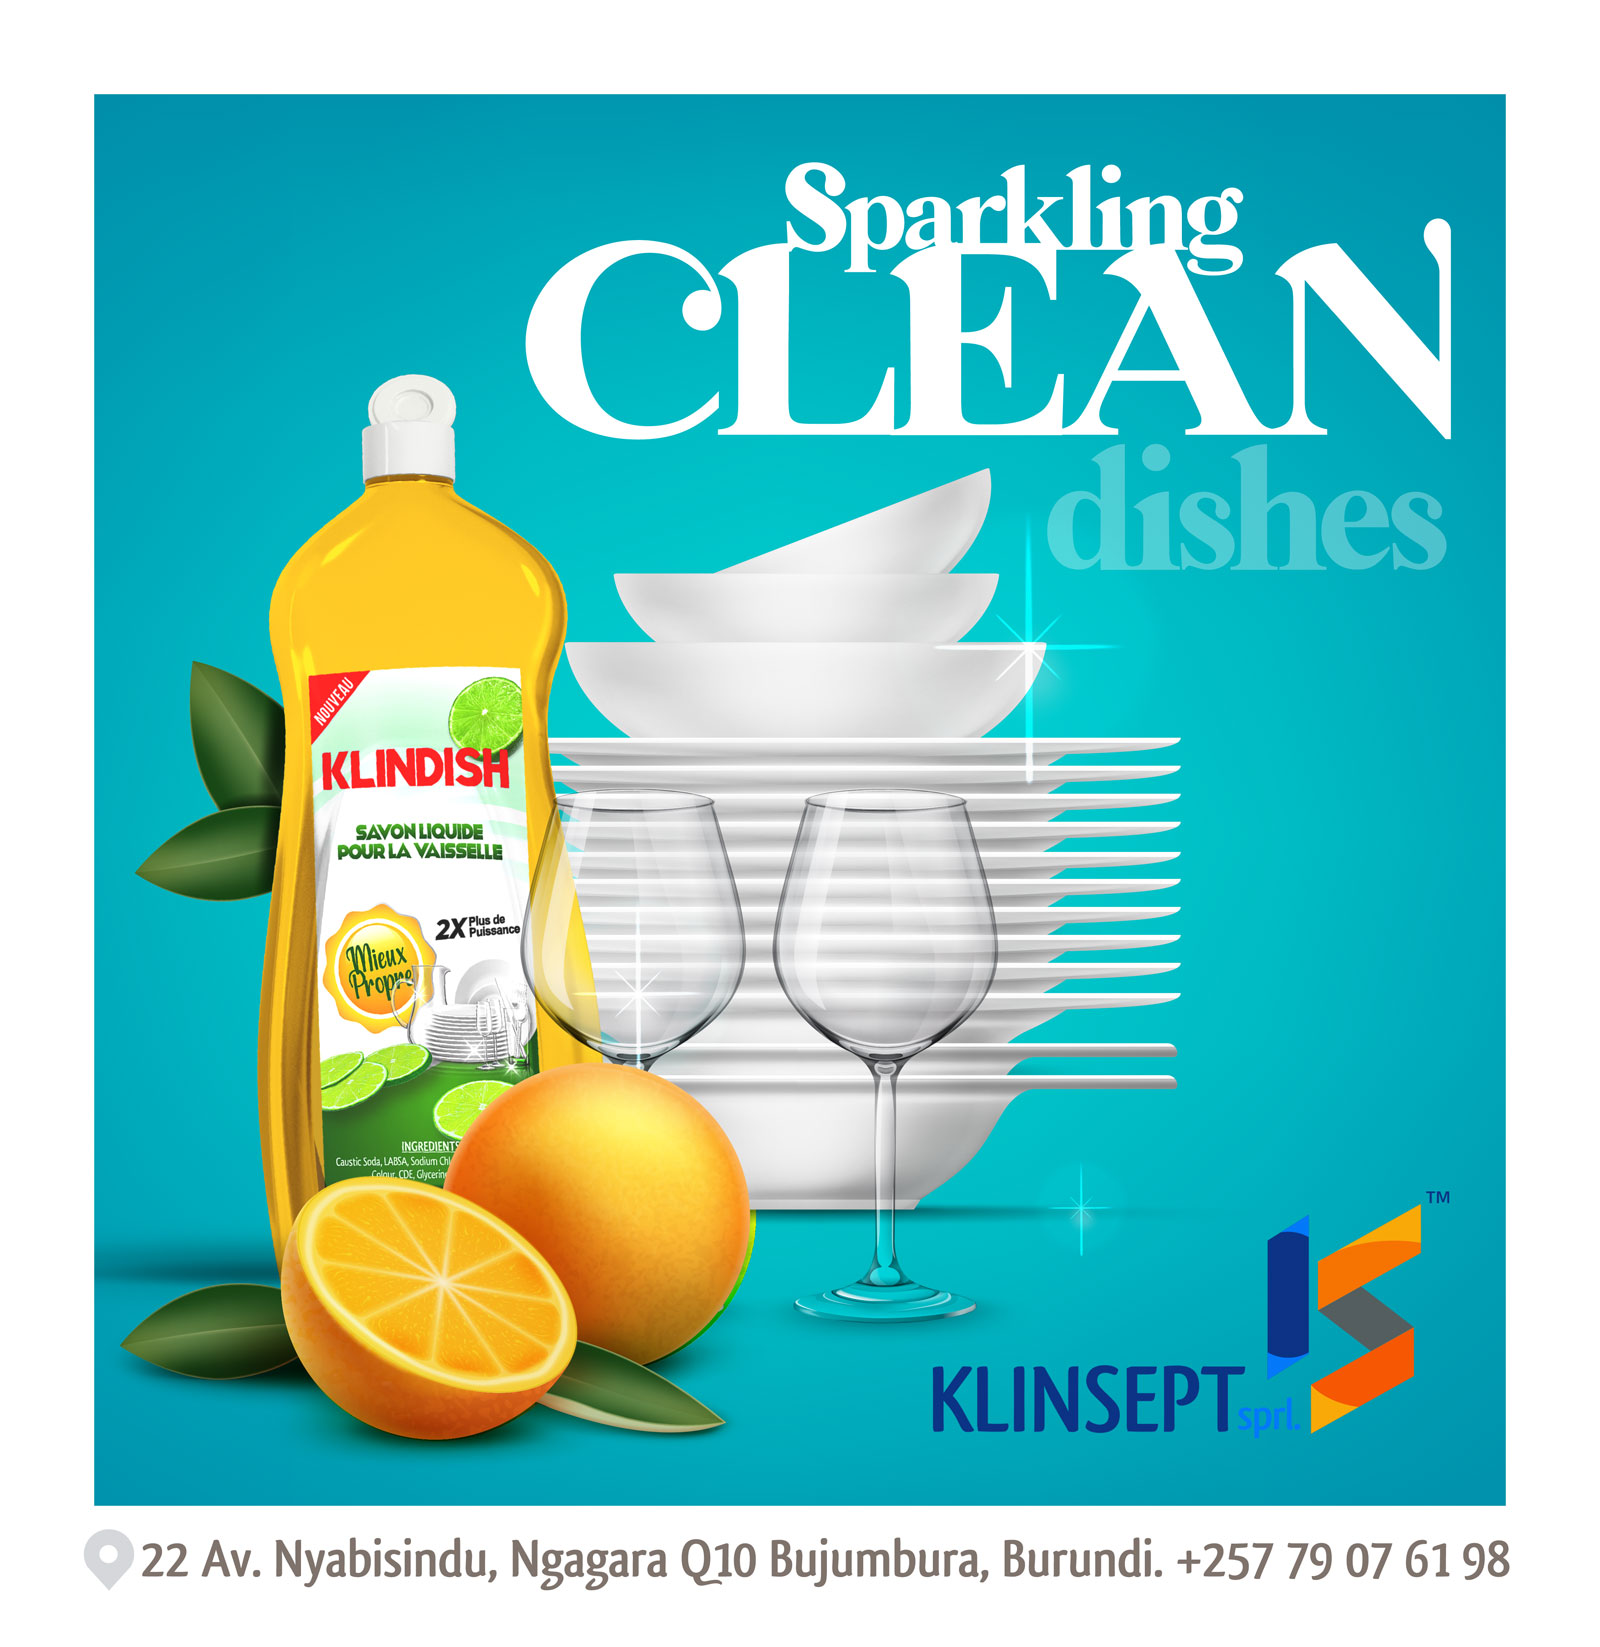 Sparkling
CLEAN
dishes
NOUVEAU
KLINDISH
SAVON LIQUIDE
POUR LA VAISSELLE
2X Plus de
Puissance
Mieux
Propre
INGREDIENTS
Caustic Soda, LABSA, Sodium
Colour, CDE,
TM
KLINSEPT sprl.
22 Av. Nyabisindu, Ngagara Q10 Bujumbura, Burundi. +257 79 07 61 98